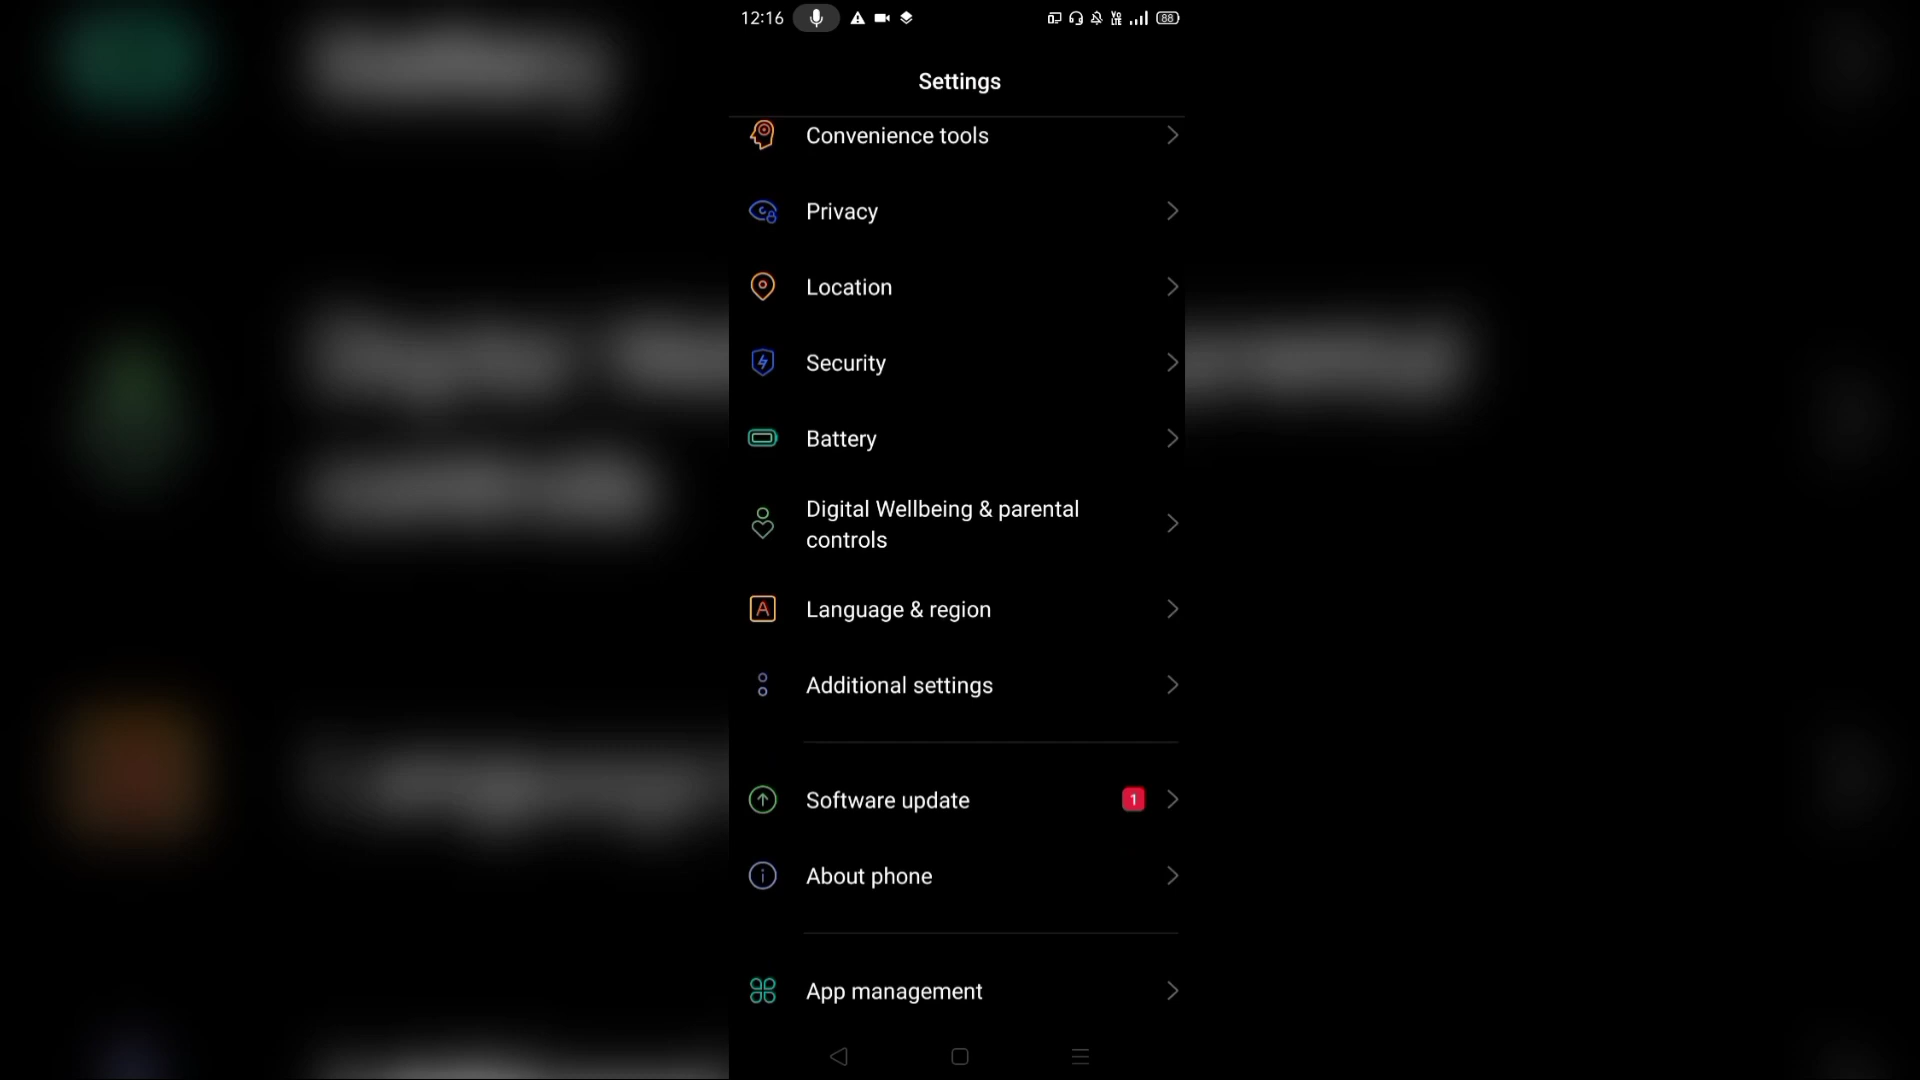 12:16 88
Settings
Convenience tools
Privacy
Location
Security
Battery
Digital Wellbeing & parental
controls
A Language & region
Additional settings
Software update 1
About phone
App management